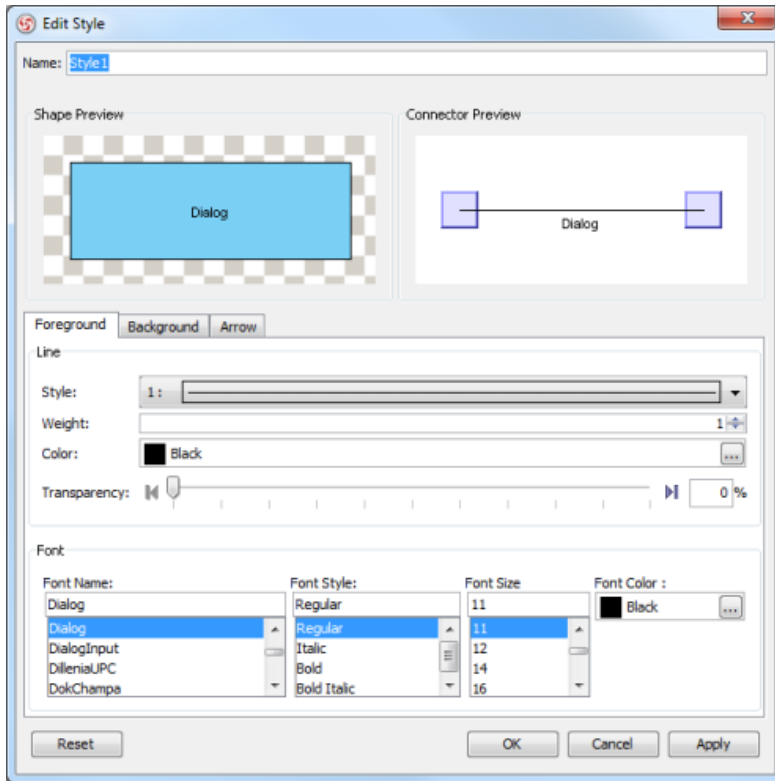 Edit Style
Name: Style1
Shape Preview
Connector Preview
Dialog
Dialog
Foreground Background Arrow
Line
Style: 1 :
Weight: 1
Color: Black ...
Transparency: 0 %
Font
Font Name: Font Style: Font Size Font Color :
Dialog Regular 11 Black ...
Dialog Regular 11
DialogInput Italic 12
DilleniaUPC Bold 14
DokChampa Bold Italic 16
Reset OK Cancel Apply